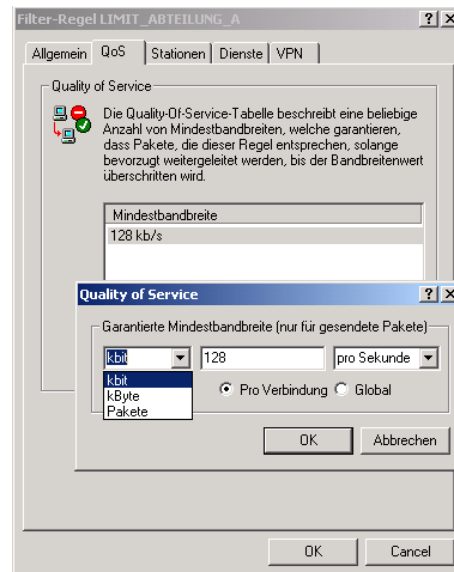 Filter-Regel LIMIT_ABTEILUNG_A
Allgemein QoS Stationen Dienste VPN
Quality of Service
Die Quality-Of-Service-Tabelle beschreibt eine beliebige
Anzahl von Mindestbandbreiten, welche garantieren,
dass Pakete, die dieser Regel entsprechen, solange
bevorzugt weitergeleitet werden, bis der Bandbreitenwert
überschritten wird.
Mindestbandbreite
128 kb/s
Quality of Service
Garantierte Mindestbandbreite (nur für gesendete Pakete)
kbit 128 pro Sekunde
kbit
kByte
Pakete
Pro Verbindung Global
OK Abbrechen
OK Cancel